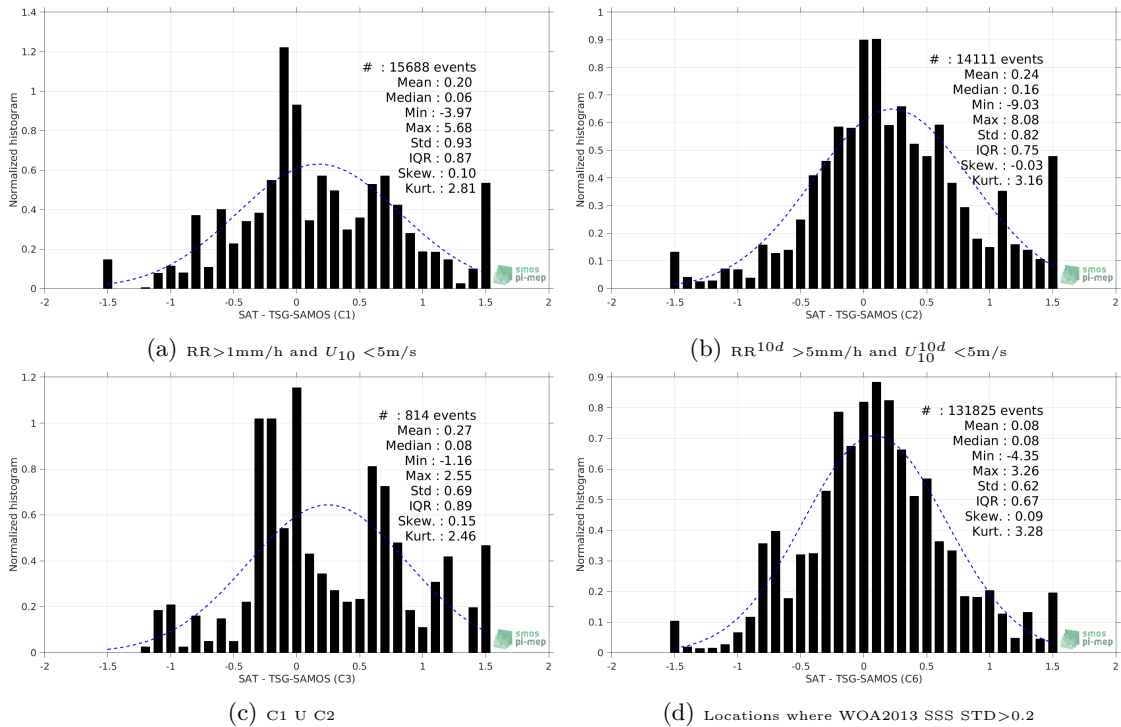 1.4
1.2
1
0.8
0.6
0.4
0.2
0
Normalized histogram
-2 -1.5 -1 -0.5 0 0.5 1 1.5 2
SAT - TSG-SAMOS (C1)
# : 15688 events
Mean : 0.20
Median : 0.06
Min : -3.97
Max : 5.68
Std : 0.93
IQR : 0.87
Skew. : 0.10
Kurt. : 2.81
smos
pi-mep
(a) RR>1mm/h and U10 <5m/s
1
0.9
0.8
0.7
0.6
0.5
0.4
0.3
0.2
0.1
0
Normalized histogram
-2 -1.5 -1 -0.5 0 0.5 1 1.5 2
SAT - TSG-SAMOS (C2)
# : 14111 events
Mean : 0.24
Median : 0.16
Min : -9.03
Max : 8.08
Std : 0.82
IQR : 0.75
Skew. : -0.03
Kurt. : 3.16
smos
pi-mep
(b) RR10d >5mm/h and U10d10 <5m/s
1.2
1
0.8
0.6
0.4
0.2
0
Normalized histogram
-2 -1.5 -1 -0.5 0 0.5 1 1.5 2
SAT - TSG-SAMOS (C3)
# : 814 events
Mean : 0.27
Median : 0.08
Min : -1.16
Max : 2.55
Std : 0.69
IQR : 0.89
Skew. : 0.15
Kurt. : 2.46
smos
pi-mep
(c) C1 U C2
0.9
0.8
0.7
0.6
0.5
0.4
0.3
0.2
0.1
0
Normalized histogram
-2 -1.5 -1 -0.5 0 0.5 1 1.5 2
SAT - TSG-SAMOS (C6)
# : 131825 events
Mean : 0.08
Median : 0.08
Min : -4.35
Max : 3.26
Std : 0.62
IQR : 0.67
Skew. : 0.09
Kurt. : 3.28
smos
pi-mep
(d) Locations where WOA2013 SSS STD>0.2